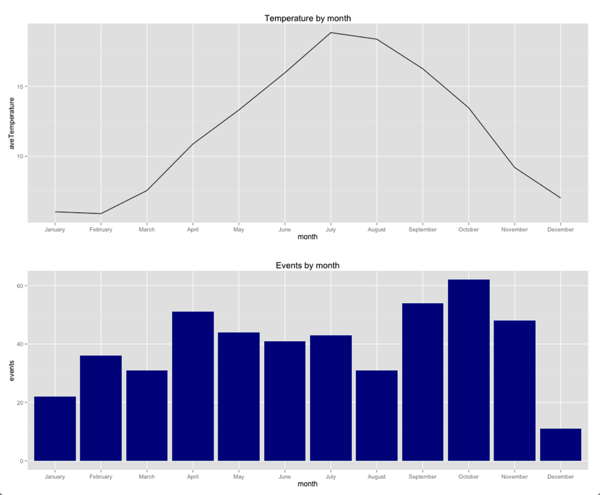 Temperature by month
aveTemperature
15
10
January February March April May June July August September October November December
month
Events by month
events
60
40
20
0
January February March April May June July August September October November December
month